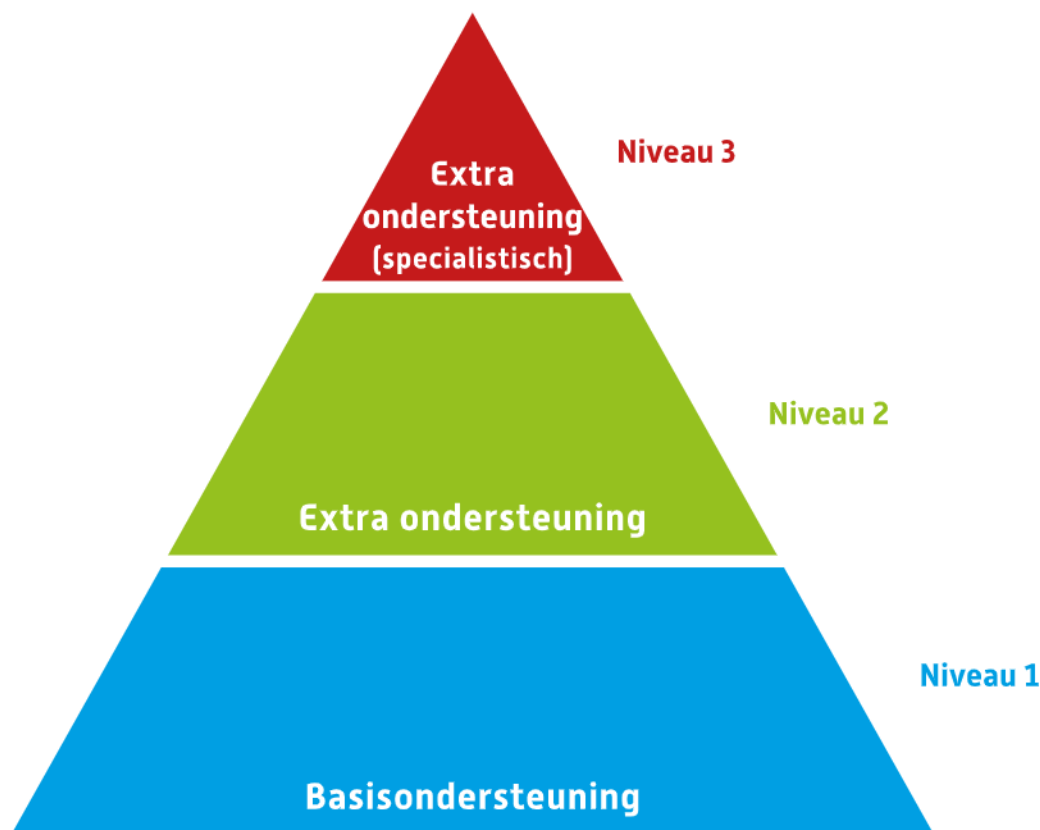 Extra
ondersteuning
(specialistisch)
Niveau 3
Niveau 2
Extra ondersteuning
Niveau 1
Basisondersteuning